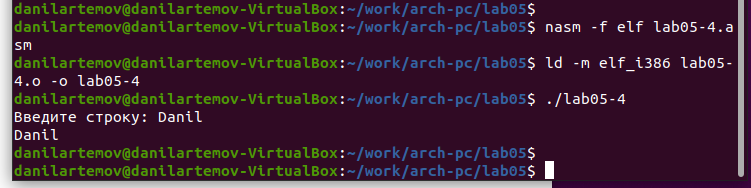 danilartemov@danilartemov-VirtualBox:~/work/arch-pc/lab05$
danilartemov@danilartemov-VirtualBox:~/work/arch-pc/lab05$ nasm -f elf lab05-4.a
sm
danilartemov@danilartemov-VirtualBox:~/work/arch-pc/lab05$ ld -m elf_i386 lab05-
4.o -o lab05-4
danilartemov@danilartemov-VirtualBox:~/work/arch-pc/lab05$ ./lab05-4
Введите строку: Danil
Danil
danilartemov@danilartemov-VirtualBox:~/work/arch-pc/lab05$
danilartemov@danilartemov-VirtualBox:~/work/arch-pc/lab05$